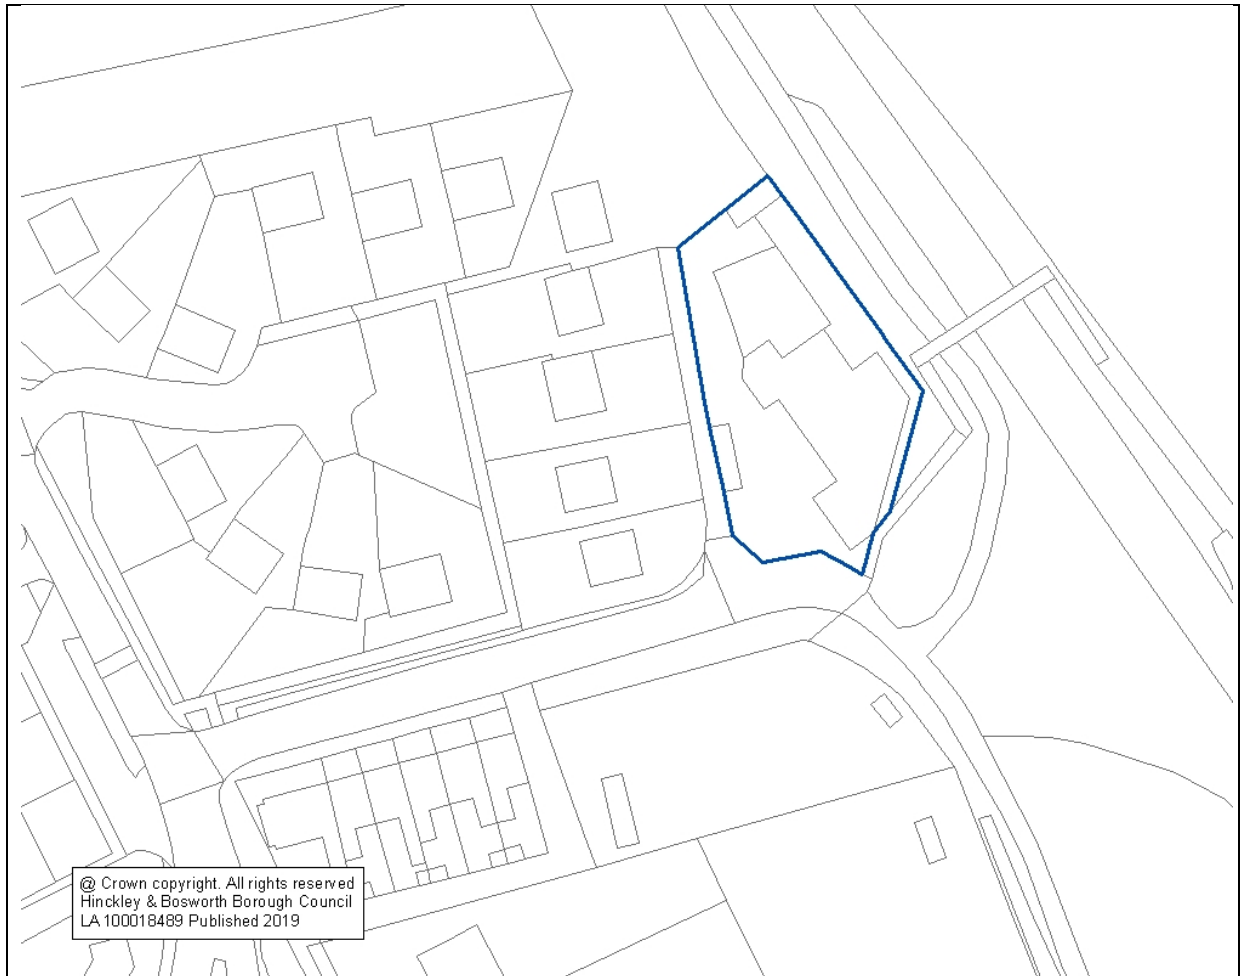 @ Crown copyright. All rights reserved
Hinckley & Bosworth Borough Council
LA 100018489 Published 2019